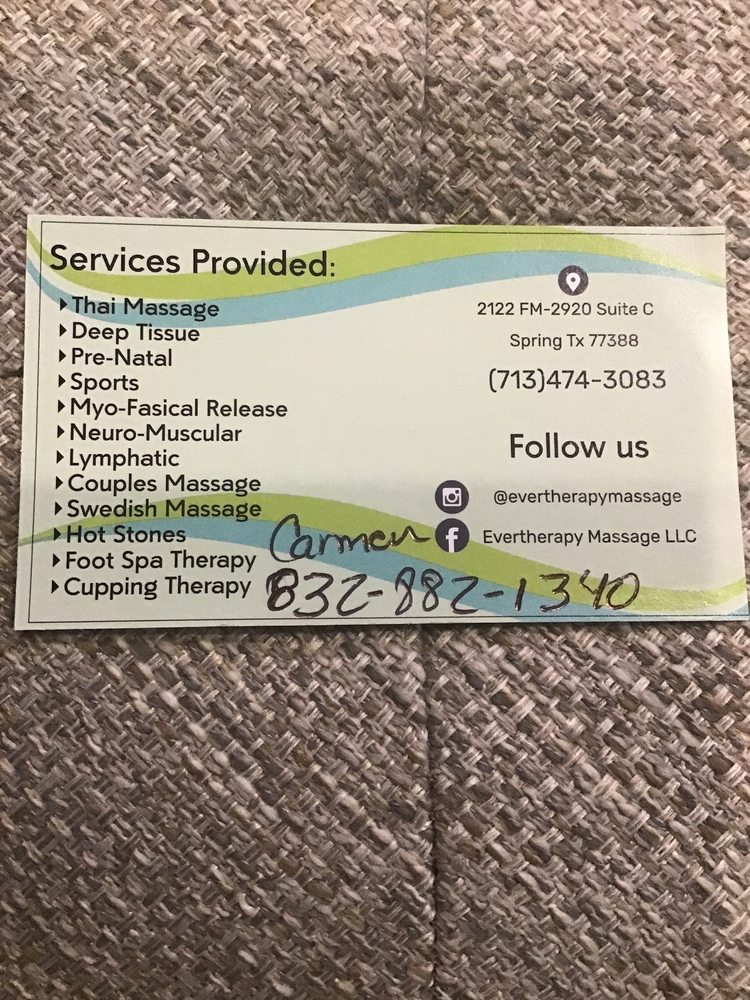 Services Provided:
Thai Massage
Deep Tissue
Pre-Natal
Sports
Myo-Fasical Release
Neuro-Muscular
Lymphatic
Couples Massage
Swedish Massage
Hot Stones
Foot Spa Therapy
Cupping Therapy
2122 FM-2920 Suite C
Spring Tx 77388
(713)474-3083
Follow us
@evertherapymassage
Evertherapy Massage LLC
Carmen
832-882-1340